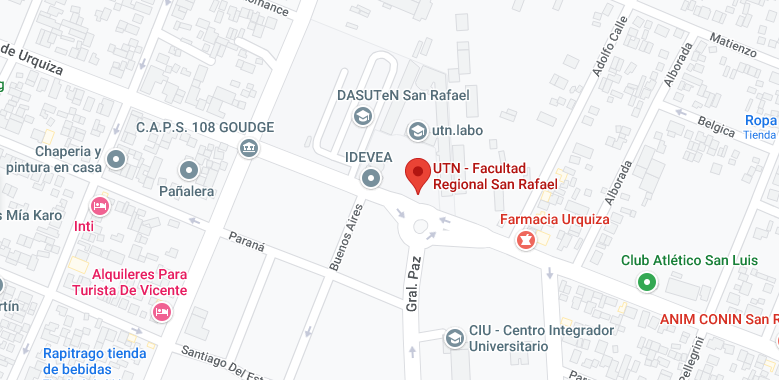 Adolfo Calle
Matienzo
Alborada
de Urquiza
DASUTeN San Rafael
utn.labo
C.A.P.S. 108 GOUDGE
Ropa
Tienda
Belgica
Chaperia y
pintura en casa
IDEVEA
UTN - Facultad
Regional San Rafael
Pañalera
Alborada
s Mía Karo
Inti
Farmacia Urquiza
Buenos Aires
Paraná
Gral. Paz
Club Atlético San Luis
Alquileres Para
Turista De Vicente
ANIM CONIN San R
CIU - Centro Integrador
Universitario
Santiago Del Est
Rapitrago tienda
de bebidas
Pellegrini